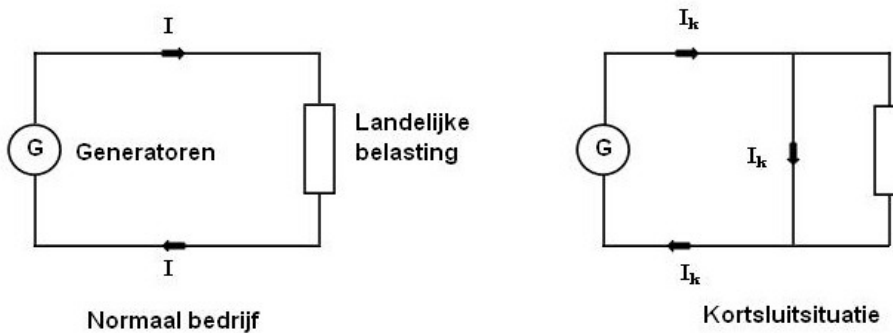 I
G
Generatoren
Landelijke
belasting
I
Normaal bedrijf
Ik
G
Ik
Ik
Kortsluitsituatie